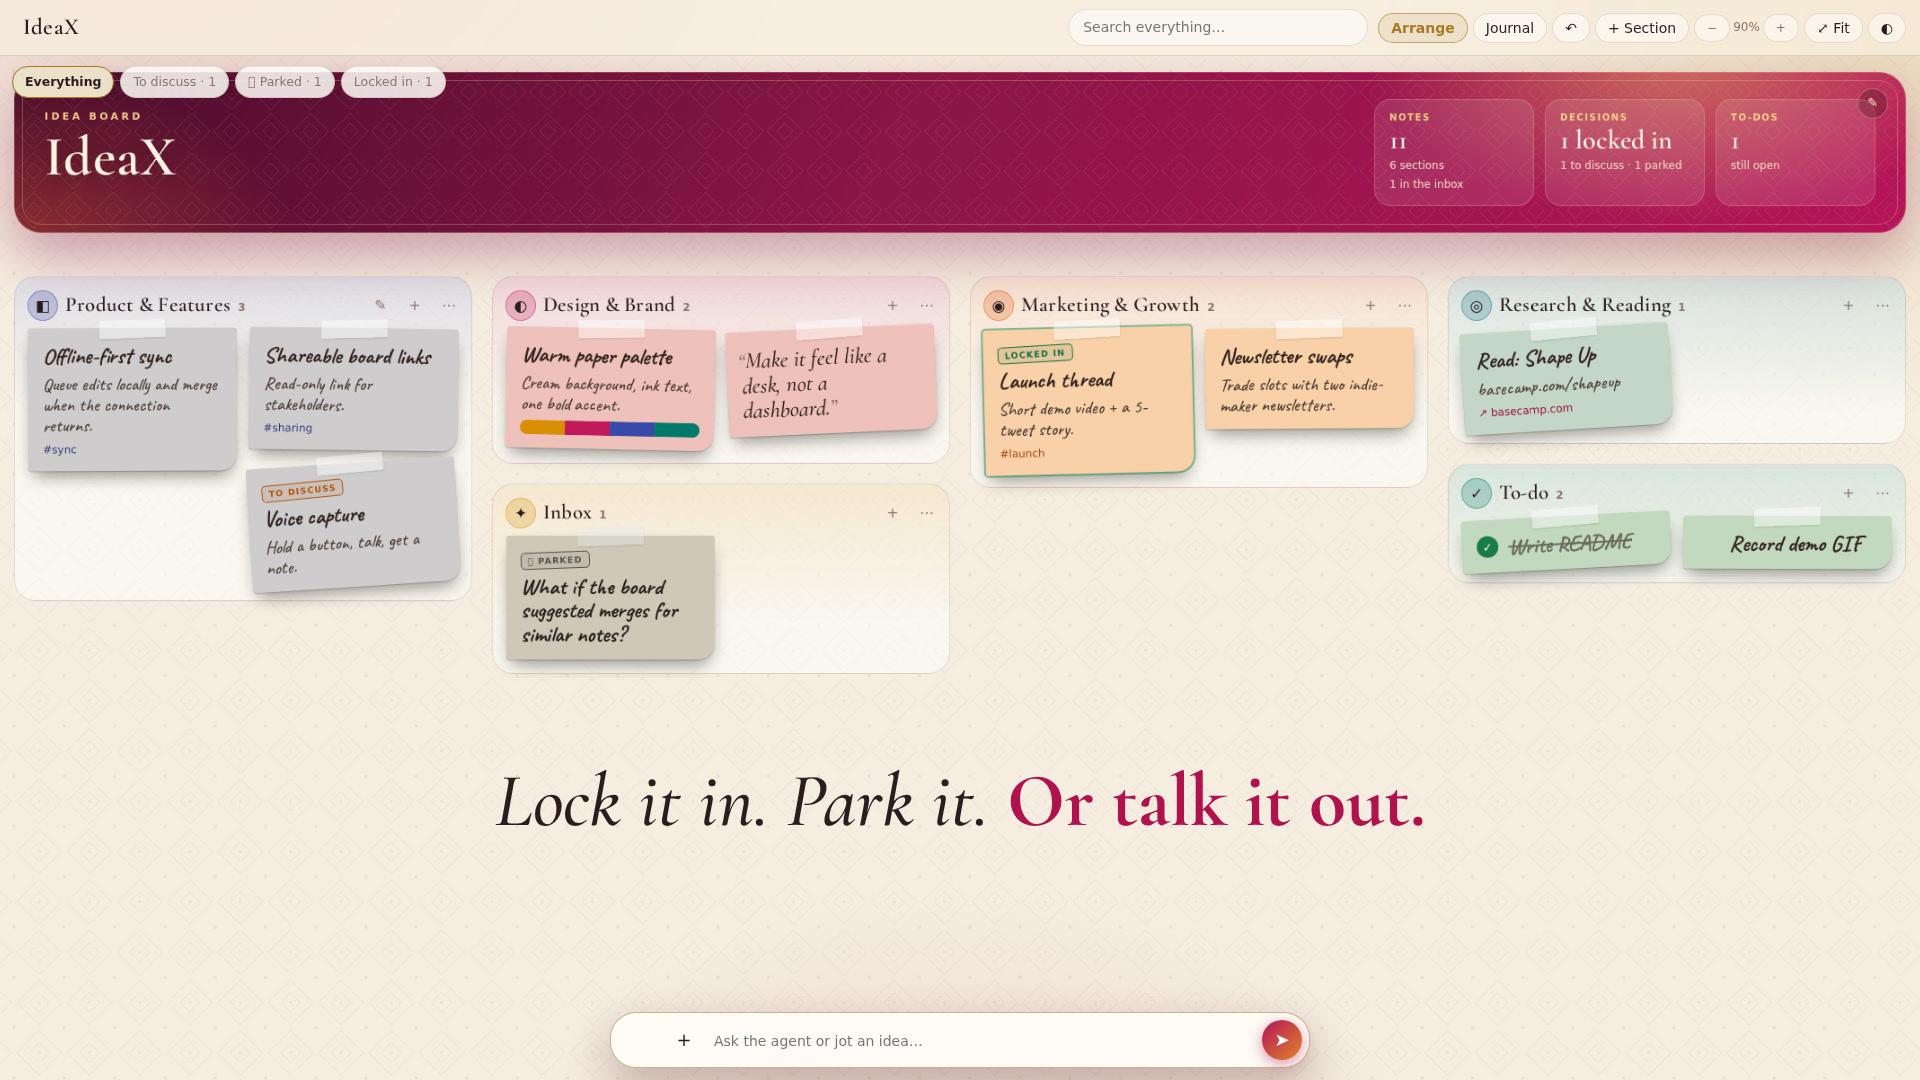 IdeaX
Search everything...
Arrange
Journal
+ Section
90%
Fit
Everything
To discuss · 1
Parked · 1
Locked in · 1
IDEA BOARD
IdeaX
NOTES
11
6 sections
1 in the inbox
DECISIONS
1 locked in
1 to discuss · 1 parked
TO-DOS
1
still open
Product & Features 3
Offline-first sync
Queue edits locally and merge
when the connection
returns.
#sync
Shareable board links
Read-only link for
stakeholders.
#sharing
TO DISCUSS
Voice capture
Hold a button, talk, get a
note.
Design & Brand 2
Warm paper palette
Cream background, ink text,
one bold accent.
“Make it feel like a
desk, not a
dashboard.”
Inbox 1
PARKED
What if the board
suggested merges for
similar notes?
Marketing & Growth 2
LOCKED IN
Launch thread
Short demo video + a 5-
tweet story.
#launch
Newsletter swaps
Trade slots with two indie-
maker newsletters.
Research & Reading 1
Read: Shape Up
basecamp.com/shapeup
↗ basecamp.com
To-do 2
Write README
Record demo GIF
Lock it in. Park it. Or talk it out.
Ask the agent or jot an idea...